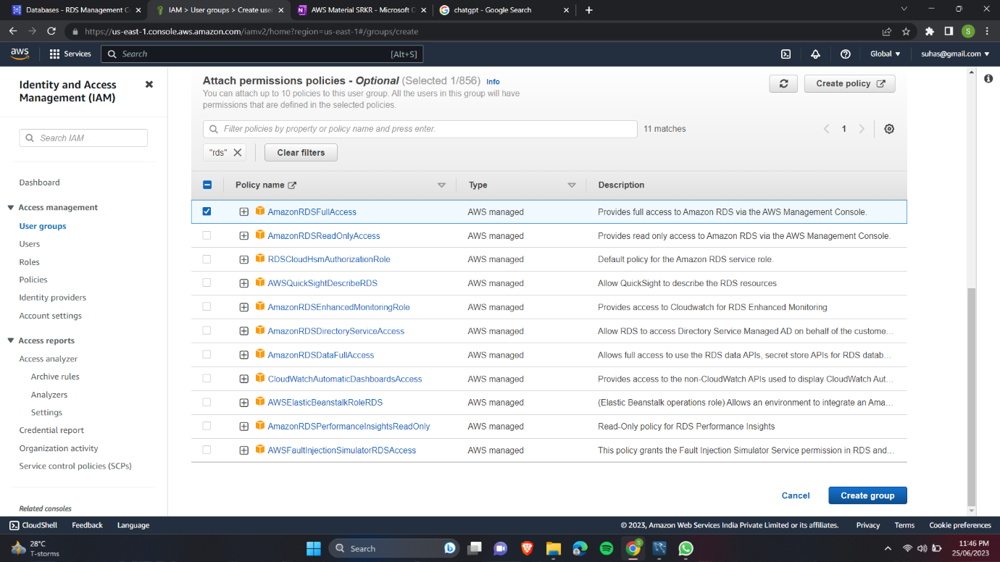 Databases - RDS Management C
IAM > User groups > Create user
AWS Material SRKR - Microsoft O
chatgpt - Google Search
https://us-east-1.console.aws.amazon.com/iamv2/home?region=us-east-1#/groups/create
S
aws
Services
Search
[Alt+S]
Global
suhas@gmail.com
Identity and Access
Management (IAM)
Search IAM
Dashboard
Access management
User groups
Users
Roles
Policies
Identity providers
Account settings
Access reports
Access analyzer
Archive rules
Analyzers
Settings
Credential report
Organization activity
Service control policies (SCPs)
Related consoles
Attach permissions policies - Optional (Selected 1/856) Info
You can attach up to 10 policies to this user group. All the users in this group will have
permissions that are defined in the selected policies.
Create policy
Filter policies by property or policy name and press enter.
11 matches
1
"rds"
Clear filters
Policy name Type Description
AmazonRDSFullAccess AWS managed Provides full access to Amazon RDS via the AWS Management Console.
AmazonRDSReadOnlyAccess AWS managed Provides read only access to Amazon RDS via the AWS Management Console.
RDSCloudHsmAuthorizationRole AWS managed Default policy for the Amazon RDS service role.
AWSQuickSightDescribeRDS AWS managed Allow QuickSight to describe the RDS resources
AmazonRDSEnhancedMonitoringRole AWS managed Provides access to Cloudwatch for RDS Enhanced Monitoring
AmazonRDSDirectoryServiceAccess AWS managed Allow RDS to access Directory Service Managed AD on behalf of the custome...
AmazonRDSDataFullAccess AWS managed Allows full access to use the RDS data APIs, secret store APIs for RDS datab...
CloudWatchAutomaticDashboardsAccess AWS managed Provides access to the non-CloudWatch APIs used to display CloudWatch Aut...
AWSElasticBeanstalkRoleRDS AWS managed (Elastic Beanstalk operations role) Allows an environment to integrate an Ama...
AmazonRDSPerformanceInsightsReadOnly AWS managed Read-Only policy for RDS Performance Insights
AWSFaultInjectionSimulatorRDSAccess AWS managed This policy grants the Fault Injection Simulator Service permission in RDS and...
Cancel
Create group
CloudShell
Feedback
Language
© 2023, Amazon Web Services India Private Limited or its affiliates.
Privacy
Terms
Cookie preferences
28°C
T-storms
Search
11:46 PM
25/06/2023